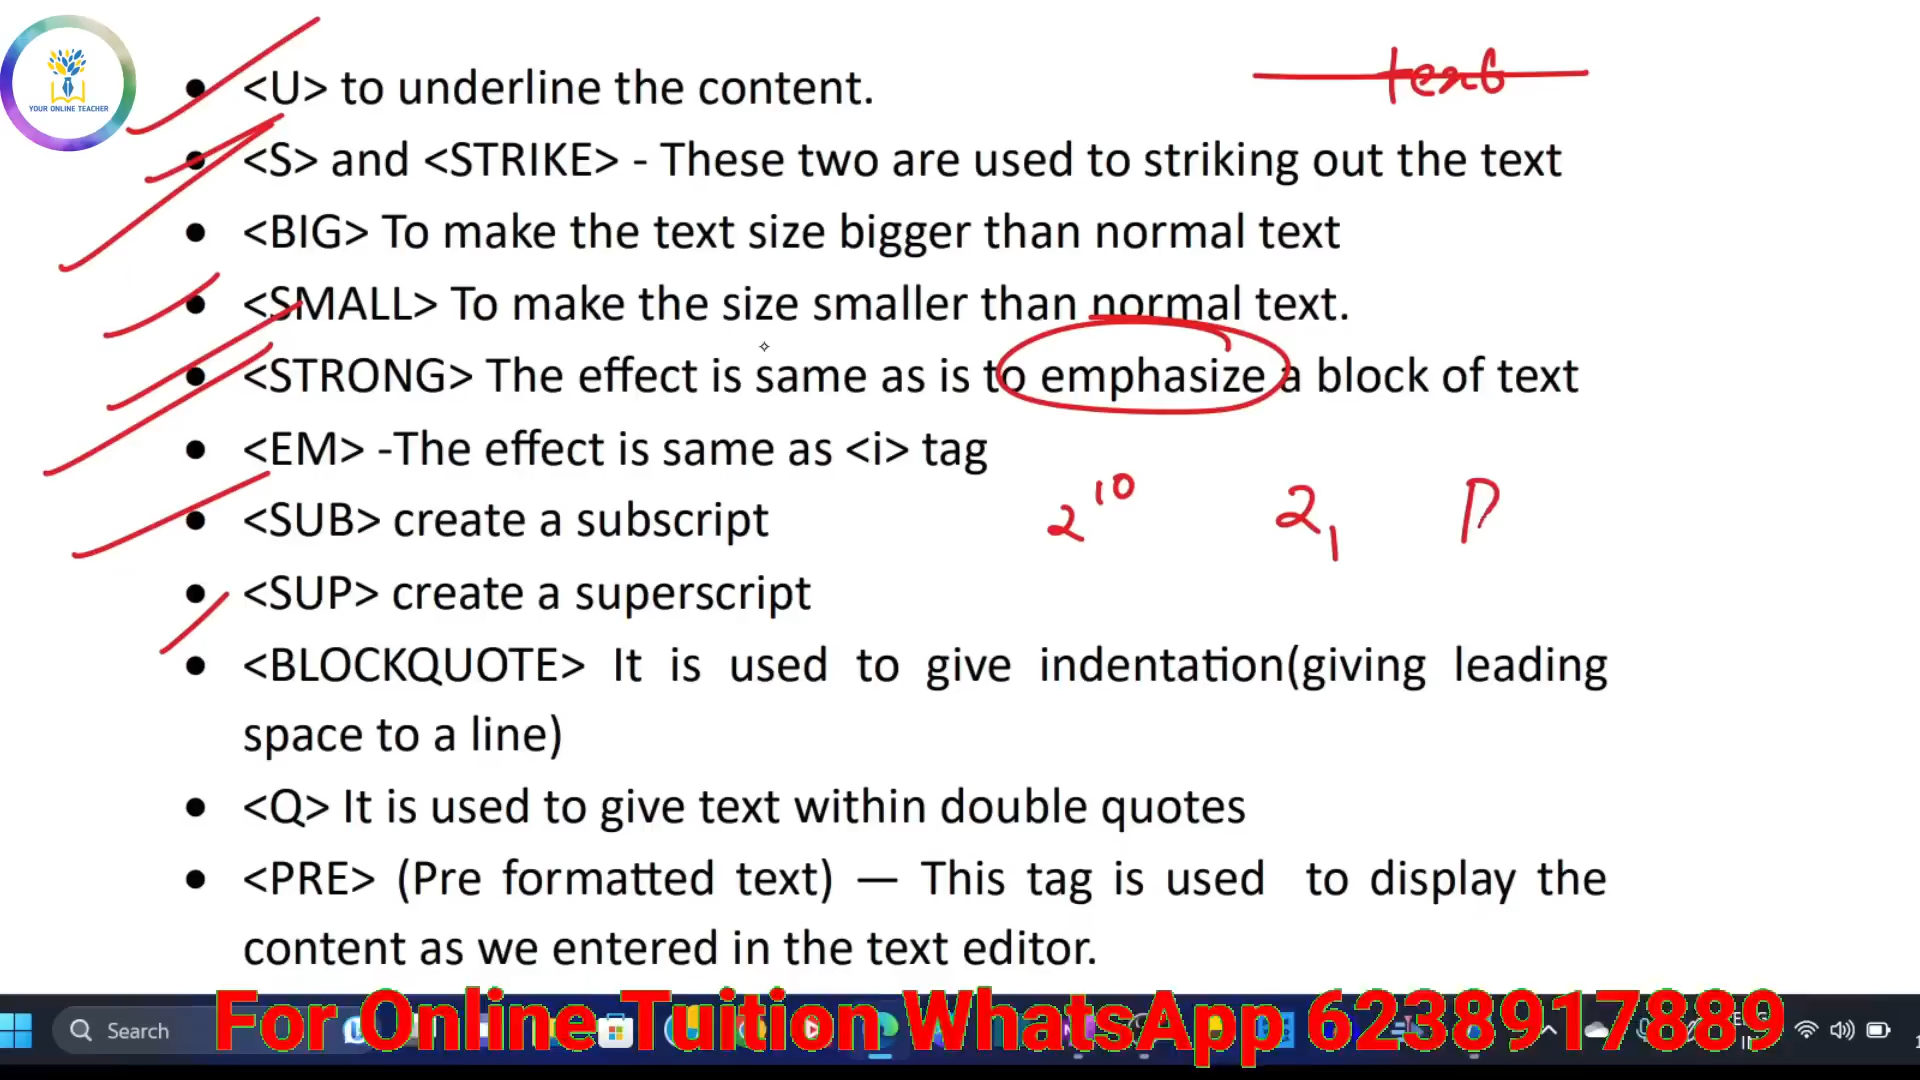 YOUR ONLINE TEACHER
text
• <U> to underline the content.
• <S> and <STRIKE> - These two are used to striking out the text
• <BIG> To make the text size bigger than normal text
• <SMALL> To make the size smaller than normal text.
• <STRONG> The effect is same as is to emphasize a block of text
• <EM> -The effect is same as <i> tag
2¹⁰ 2₁
• <SUB> create a subscript
• <SUP> create a superscript
• <BLOCKQUOTE> It is used to give indentation(giving leading
space to a line)
• <Q> It is used to give text within double quotes
• <PRE> (Pre formatted text) — This tag is used to display the
content as we entered in the text editor.
For Online Tuition WhatsApp 6238917889
Search